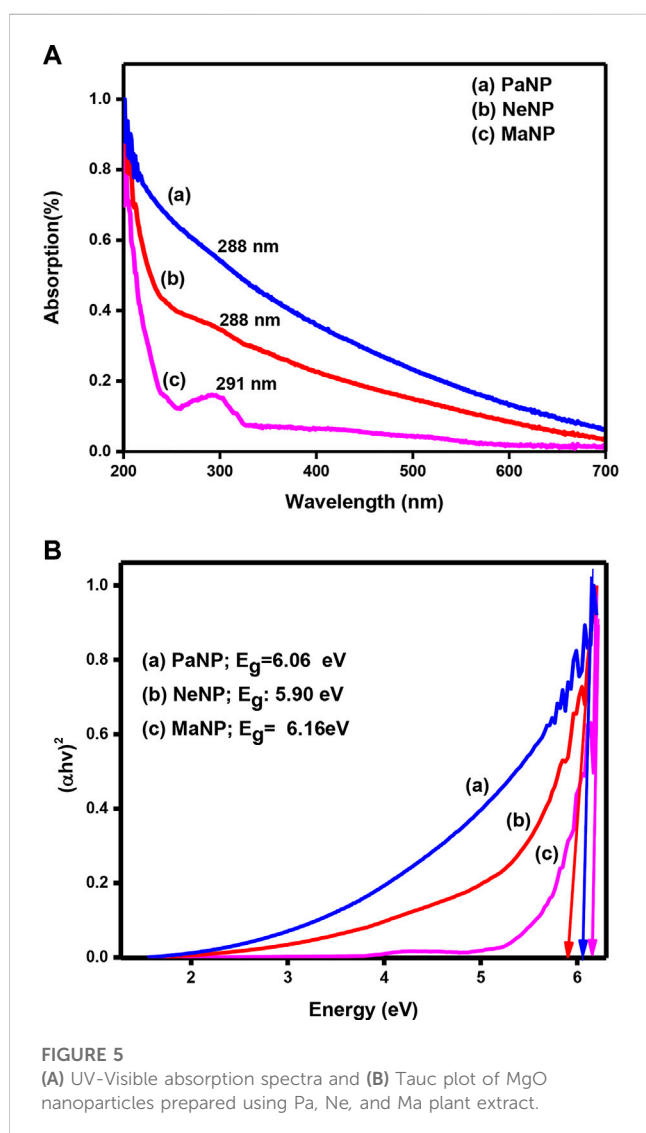 A
(a) PaNP
(b) NeNP
(c) MaNP
1.0
0.8
0.6
0.4
0.2
0.0
Absorption(%)
(a)
288 nm
(b)
288 nm
(c)
291 nm
200 300 400 500 600 700
Wavelength (nm)
B
1.0
0.8
0.6
0.4
0.2
0.0
(αhν)²
(a) PaNP; Eg=6.06 eV
(b) NeNP; Eg: 5.90 eV
(c) MaNP; Eg= 6.16eV
(a)
(b)
(c)
2 3 4 5 6
Energy (eV)
FIGURE 5
(A) UV-Visible absorption spectra and (B) Tauc plot of MgO
nanoparticles prepared using Pa, Ne, and Ma plant extract.